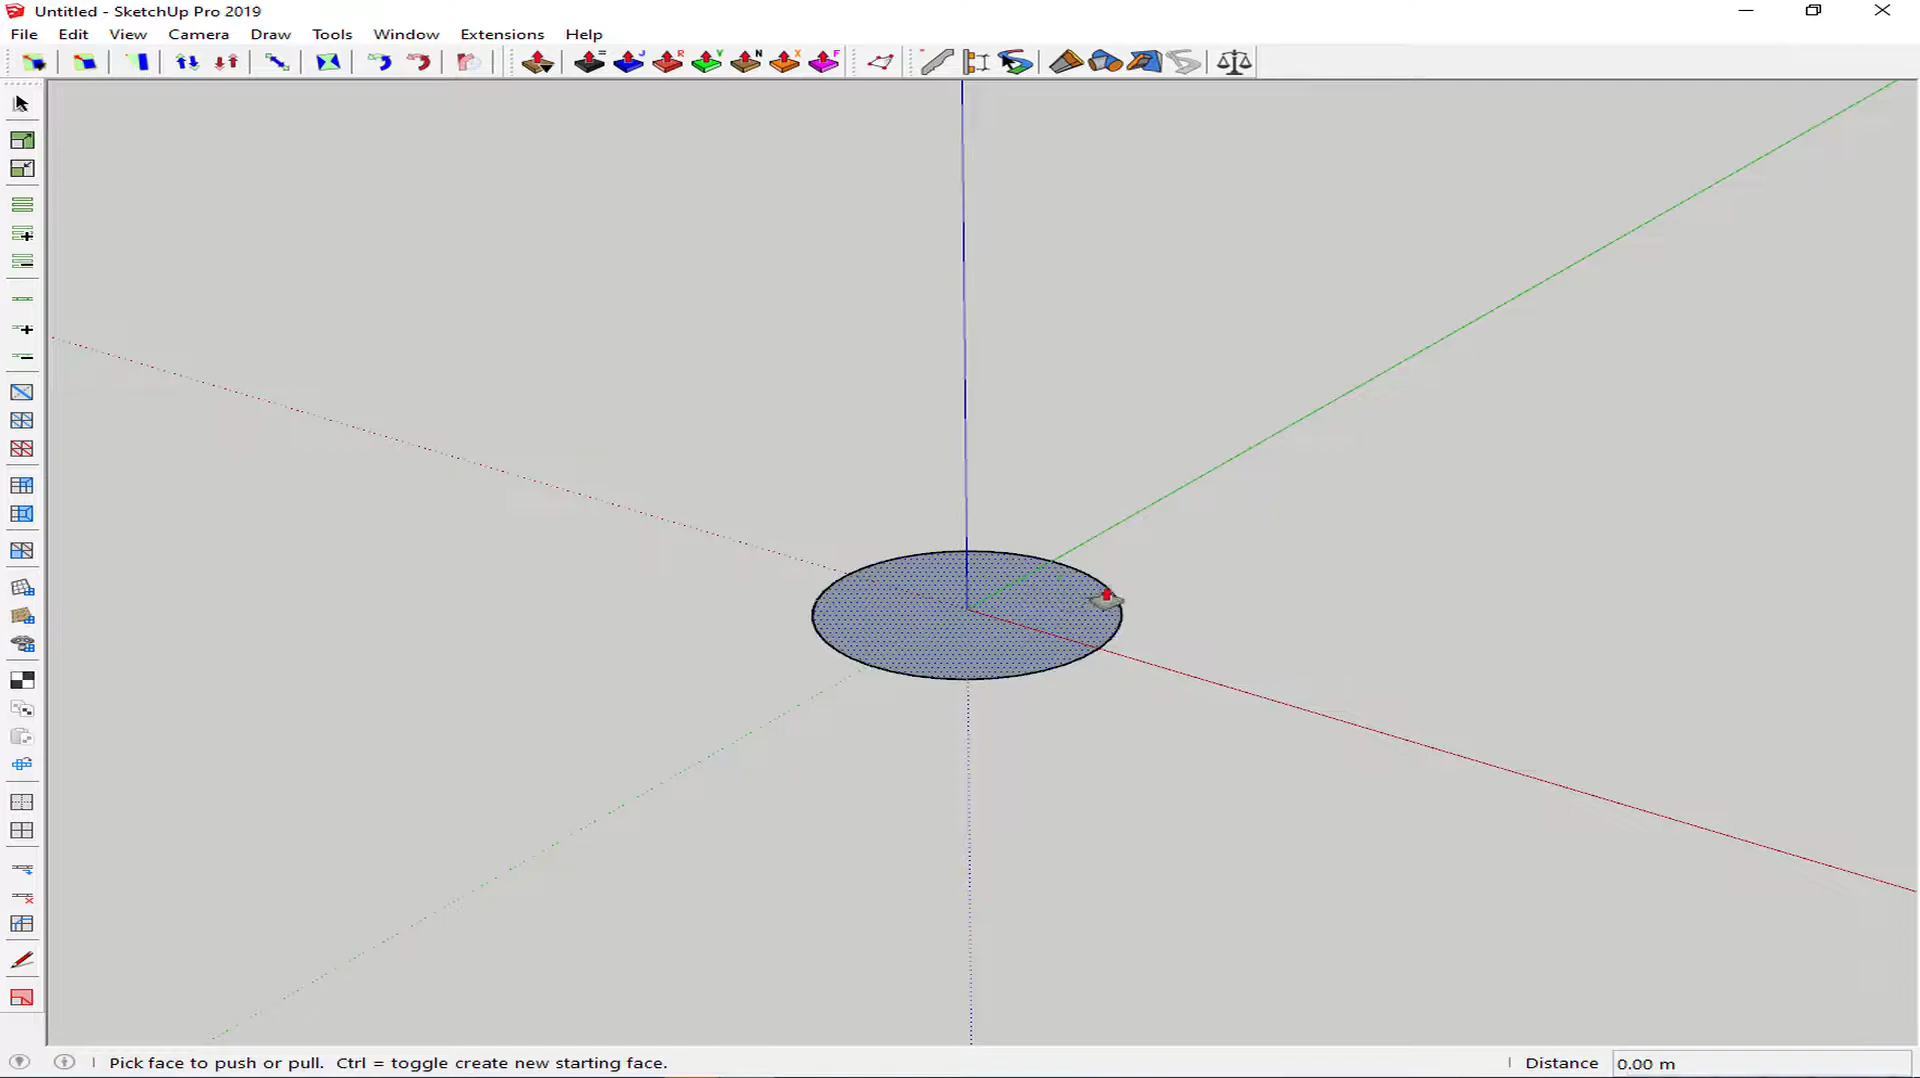 Untitled - SketchUp Pro 2019
File Edit View Camera Draw Tools Window Extensions Help
= J R V N X F
Pick face to push or pull. Ctrl = toggle create new starting face.
Distance 0.00 m